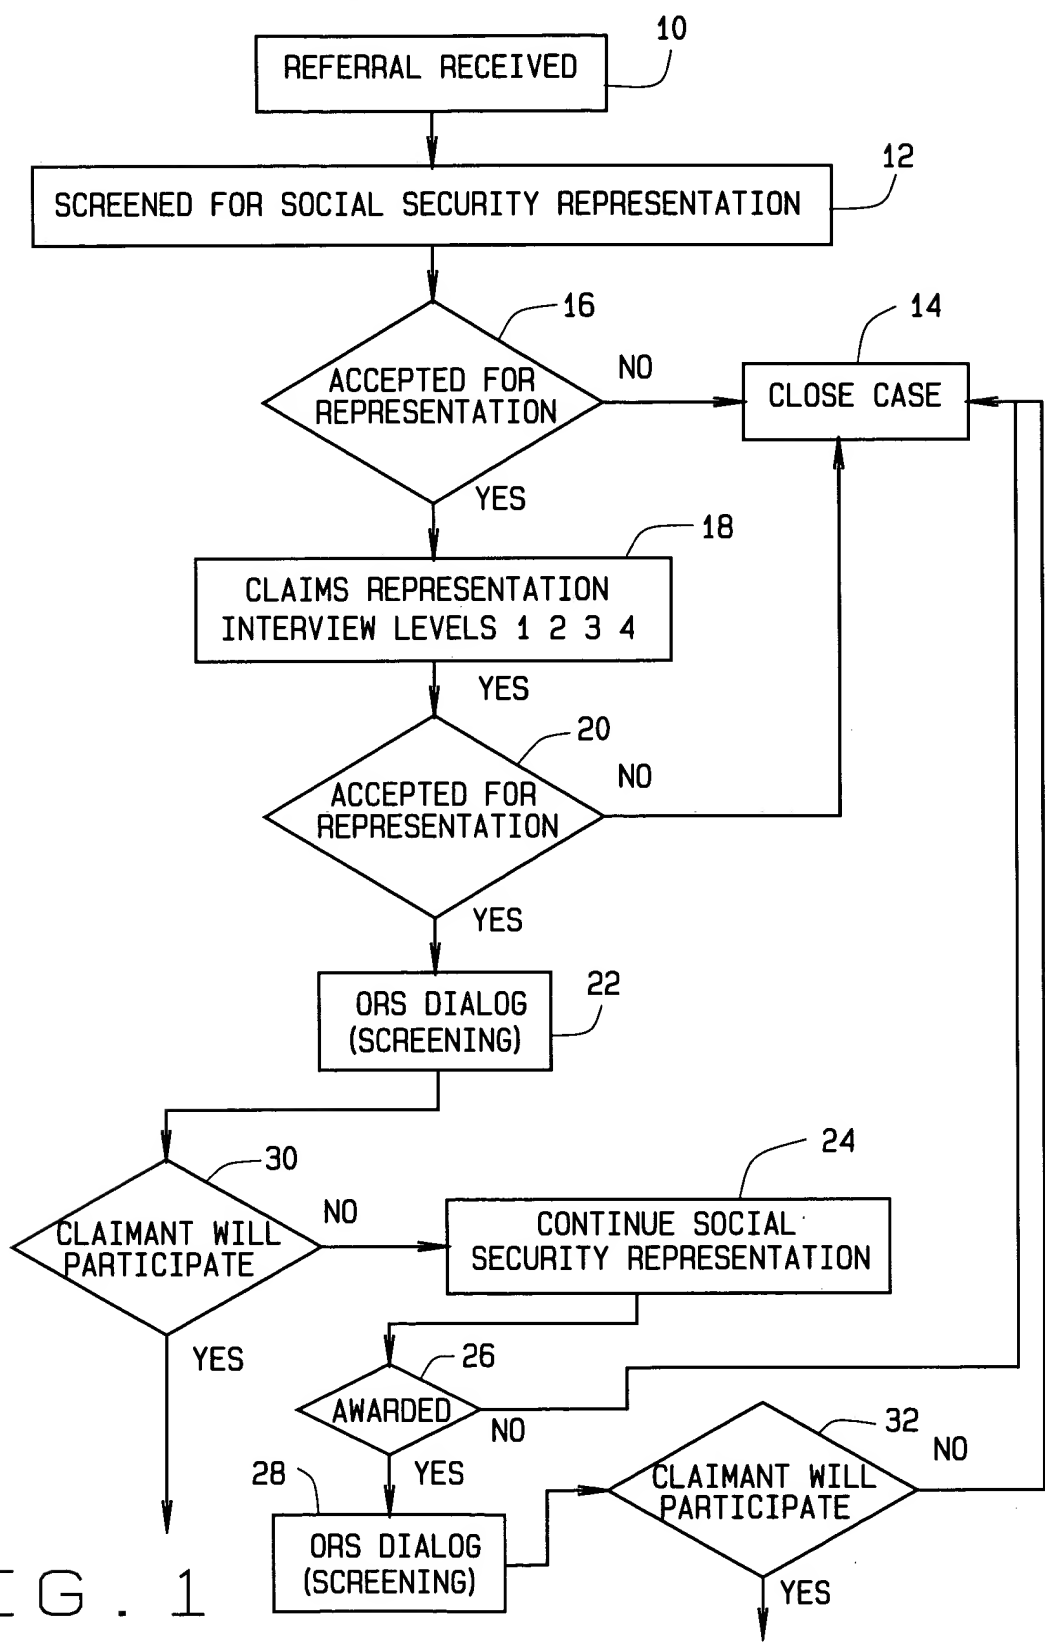 10
REFERRAL RECEIVED
12
SCREENED FOR SOCIAL SECURITY REPRESENTATION
16
14
ACCEPTED FOR
REPRESENTATION
NO
CLOSE CASE
YES
18
CLAIMS REPRESENTATION
INTERVIEW LEVELS 1 2 3 4
YES
20
ACCEPTED FOR
REPRESENTATION
NO
YES
22
ORS DIALOG
(SCREENING)
30
24
CLAIMANT WILL
PARTICIPATE
NO
CONTINUE SOCIAL
SECURITY REPRESENTATION
YES
26
AWARDED
NO
32
NO
YES
28
CLAIMANT WILL
PARTICIPATE
ORS DIALOG
(SCREENING)
YES
IG. 1